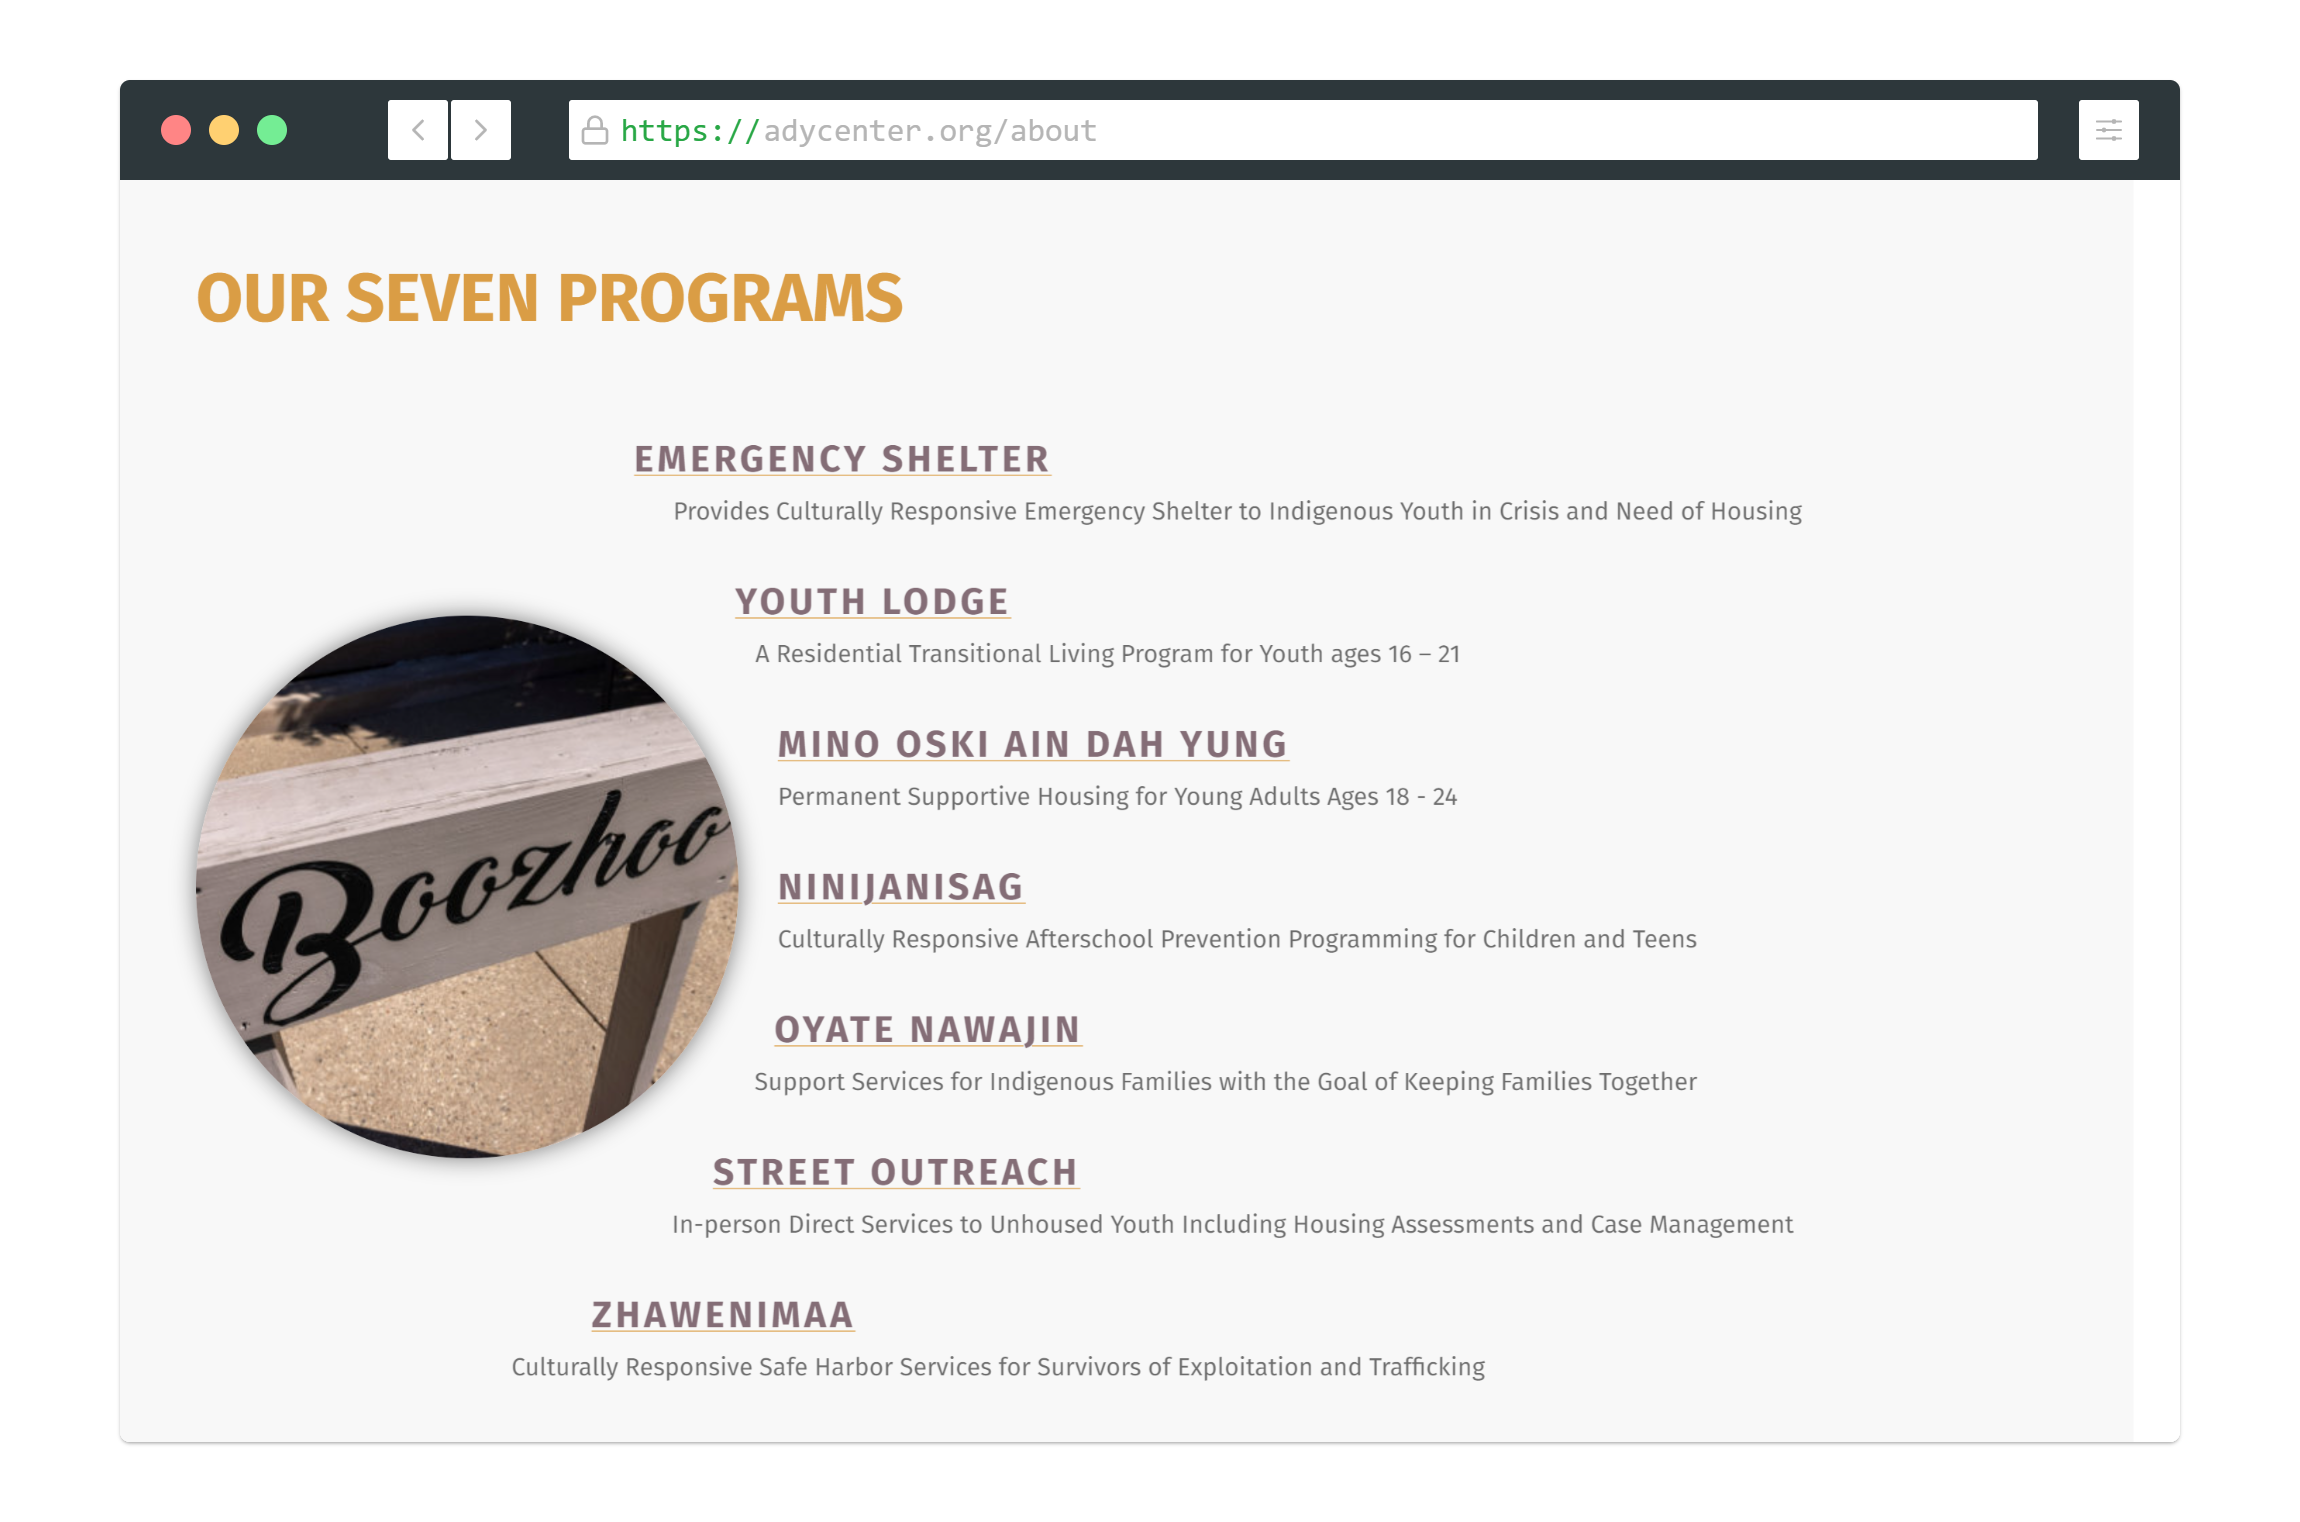 https://adycenter.org/about
OUR SEVEN PROGRAMS
EMERGENCY SHELTER
Provides Culturally Responsive Emergency Shelter to Indigenous Youth in Crisis and Need of Housing
YOUTH LODGE
A Residential Transitional Living Program for Youth ages 16 – 21
MINO OSKI AIN DAH YUNG
Permanent Supportive Housing for Young Adults Ages 18 - 24
Boozhoo
NINIJANISAG
Culturally Responsive Afterschool Prevention Programming for Children and Teens
OYATE NAWAJIN
Support Services for Indigenous Families with the Goal of Keeping Families Together
STREET OUTREACH
In-person Direct Services to Unhoused Youth Including Housing Assessments and Case Management
ZHAWENIMAA
Culturally Responsive Safe Harbor Services for Survivors of Exploitation and Trafficking